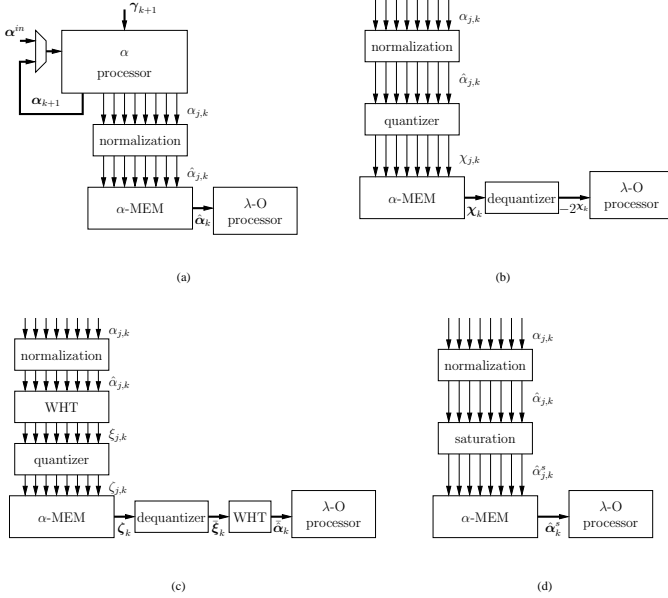 γ_{k+1}
α^{in}
α
processor
α_{k+1}
α_{j,k}
normalization
α̂_{j,k}
α-MEM
α̂_k
λ-O
processor
(a)
α_{j,k}
normalization
α̂_{j,k}
quantizer
χ_{j,k}
α-MEM
χ_k
dequantizer
−2^{χ_k}
λ-O
processor
(b)
α_{j,k}
normalization
α̂_{j,k}
WHT
ξ_{j,k}
quantizer
ζ_{j,k}
α-MEM
ζ_k
dequantizer
ξ̄_k
WHT
α̂_k
λ-O
processor
(c)
α_{j,k}
normalization
α̂_{j,k}
saturation
α̂^s_{j,k}
α-MEM
α̂^s_k
λ-O
processor
(d)